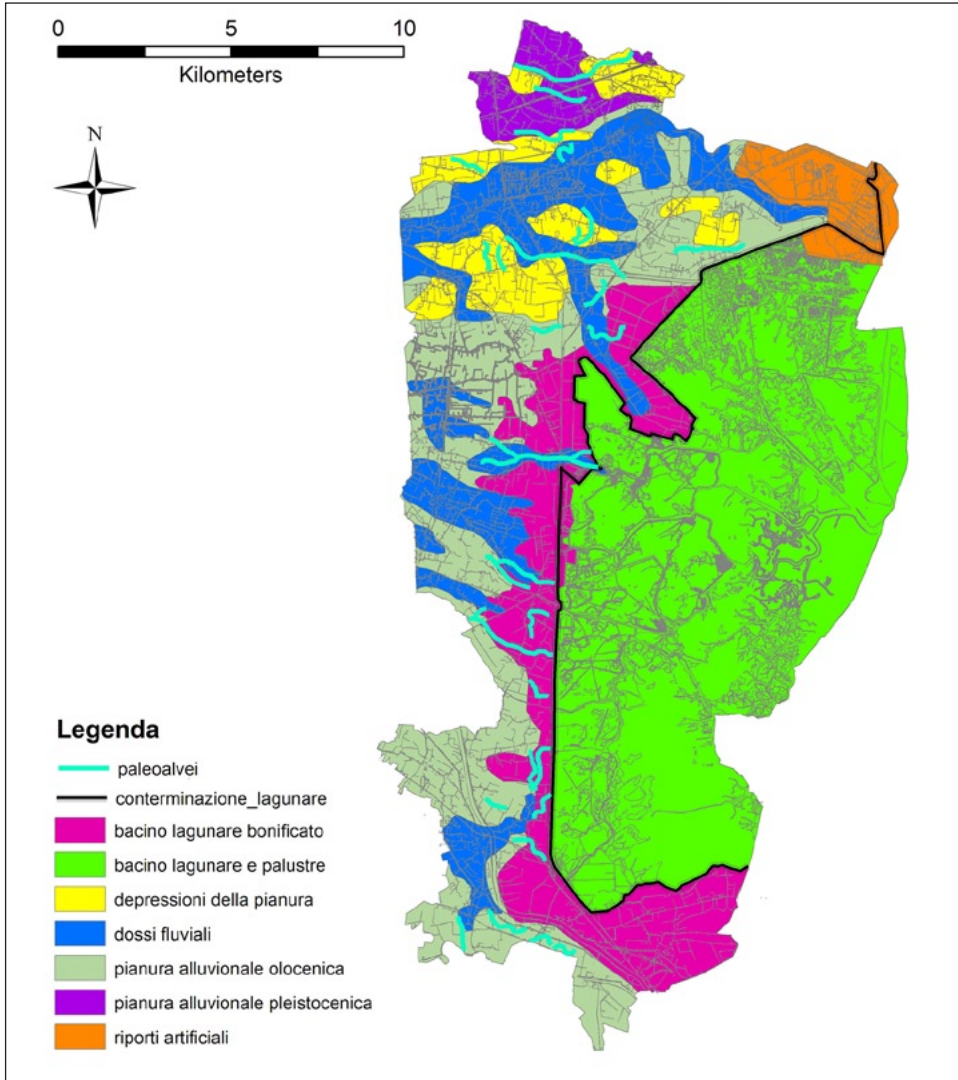 0 5 10
Kilometers
N
Legenda
paleoalvei
conterminazione_lagunare
bacino lagunare bonificato
bacino lagunare e palustre
depressioni della pianura
dossi fluviali
pianura alluvionale olocenica
pianura alluvionale pleistocenica
riporti artificiali